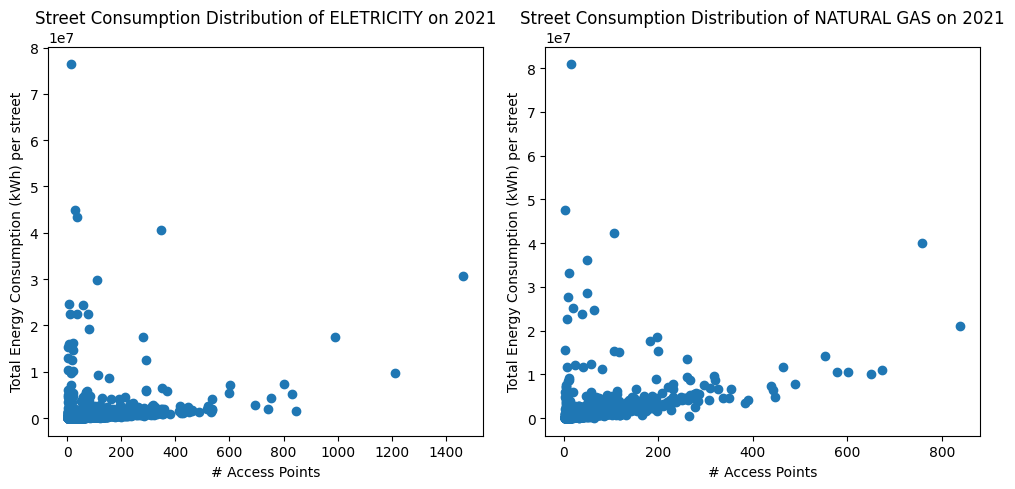 Street Consumption Distribution of ELETRICITY on 2021
1e7
Total Energy Consumption (kWh) per street
8
7
6
5
4
3
2
1
0
0 200 400 600 800 1000 1200 1400
# Access Points
Street Consumption Distribution of NATURAL GAS on 2021
1e7
Total Energy Consumption (kWh) per street
8
7
6
5
4
3
2
1
0
0 200 400 600 800
# Access Points